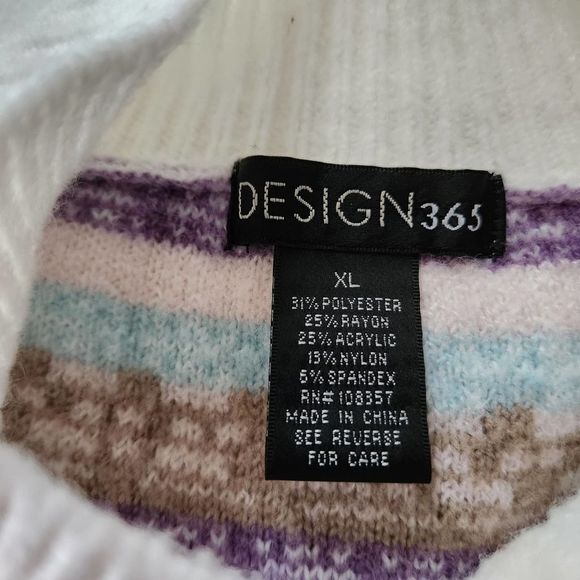 DESIGN365
XL
31% POLYESTER
25% RAYON
25% ACRYLIC
13% NYLON
6% SPANDEX
RN# 108357
MADE IN CHINA
SEE REVERSE
FOR CARE